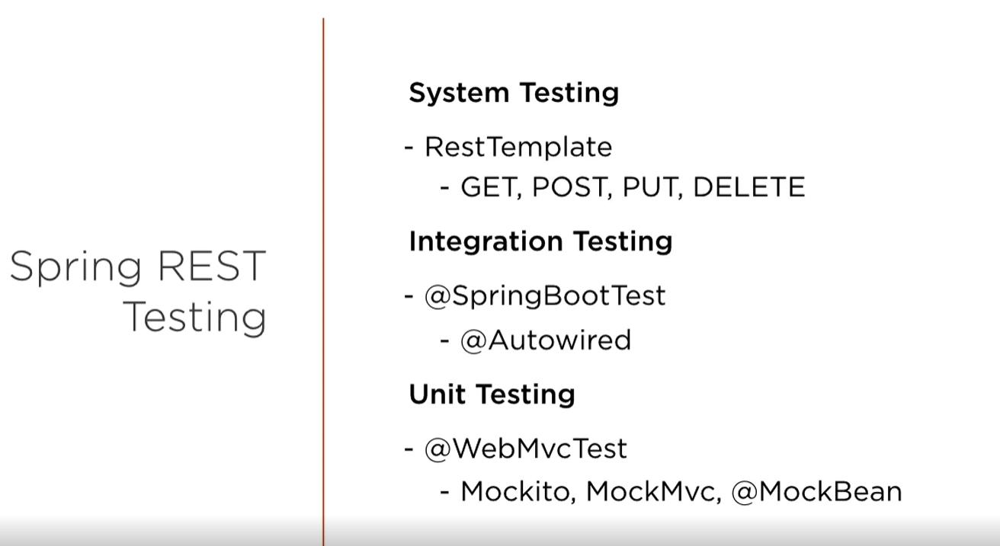 Spring REST
Testing
System Testing
- RestTemplate
- GET, POST, PUT, DELETE
Integration Testing
- @SpringBootTest
- @Autowired
Unit Testing
- @WebMvcTest
- Mockito, MockMvc, @MockBean